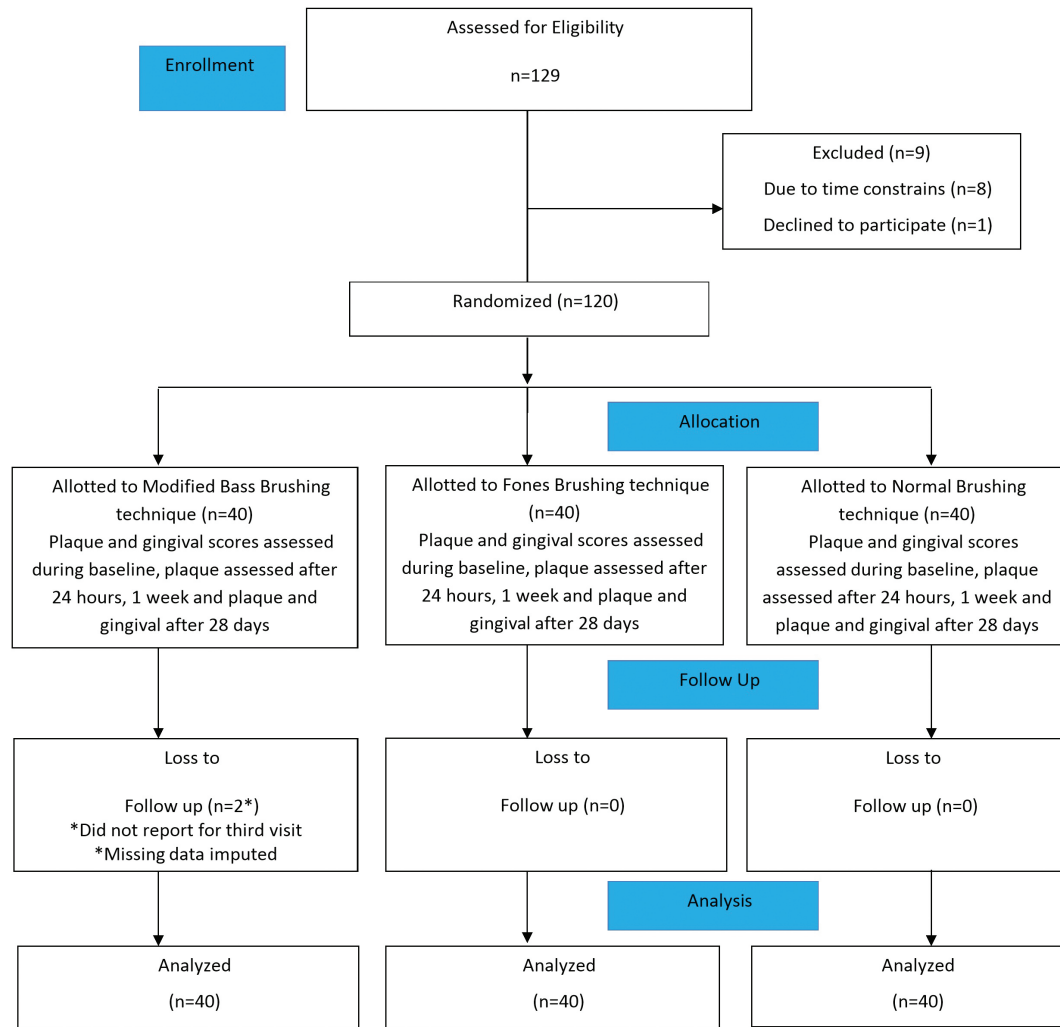 Assessed for Eligibility
n=129
Enrollment
Excluded (n=9)
Due to time constrains (n=8)
Declined to participate (n=1)
Randomized (n=120)
Allocation
Allotted to Modified Bass Brushing
technique (n=40)
Plaque and gingival scores assessed
during baseline, plaque assessed after
24 hours, 1 week and plaque and
gingival after 28 days
Allotted to Fones Brushing technique
(n=40)
Plaque and gingival scores assessed
during baseline, plaque assessed after
24 hours, 1 week and plaque and
gingival after 28 days
Allotted to Normal Brushing
technique (n=40)
Plaque and gingival scores
assessed during baseline, plaque
assessed after 24 hours, 1 week and
plaque and gingival after 28 days
Follow Up
Loss to
Follow up (n=2*)
*Did not report for third visit
*Missing data imputed
Loss to
Follow up (n=0)
Loss to
Follow up (n=0)
Analysis
Analyzed
(n=40)
Analyzed
(n=40)
Analyzed
(n=40)